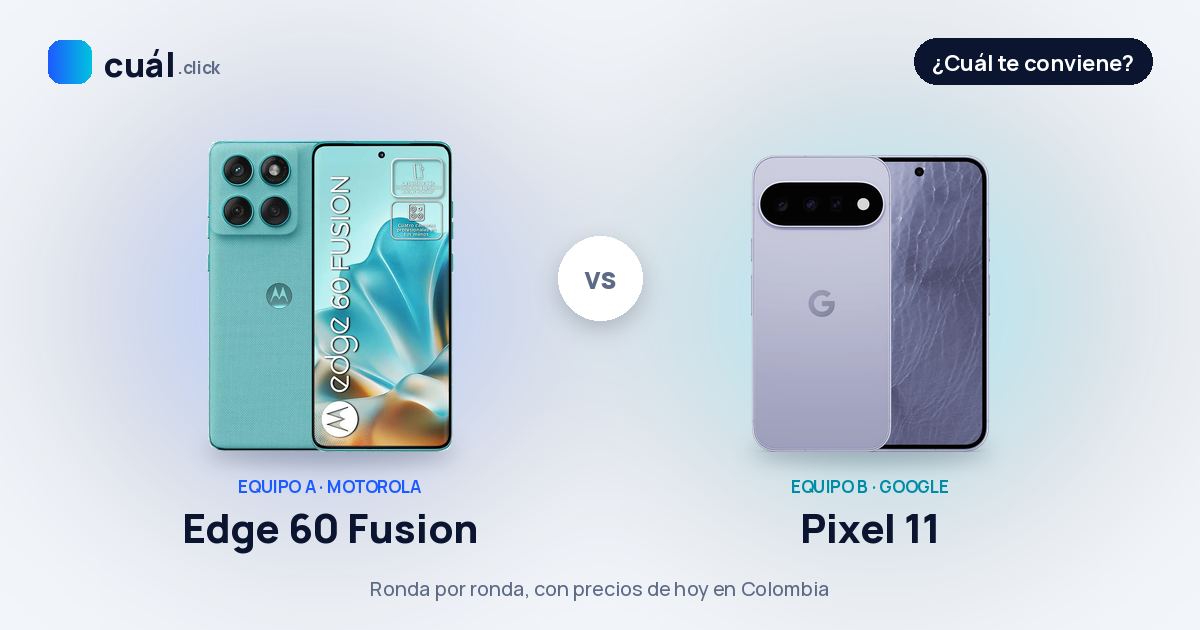 cuál.click
¿Cuál te conviene?
edge 60 FUSION
VS
G
EQUIPO A · MOTOROLA
EQUIPO B · GOOGLE
Edge 60 Fusion
Pixel 11
Ronda por ronda, con precios de hoy en Colombia